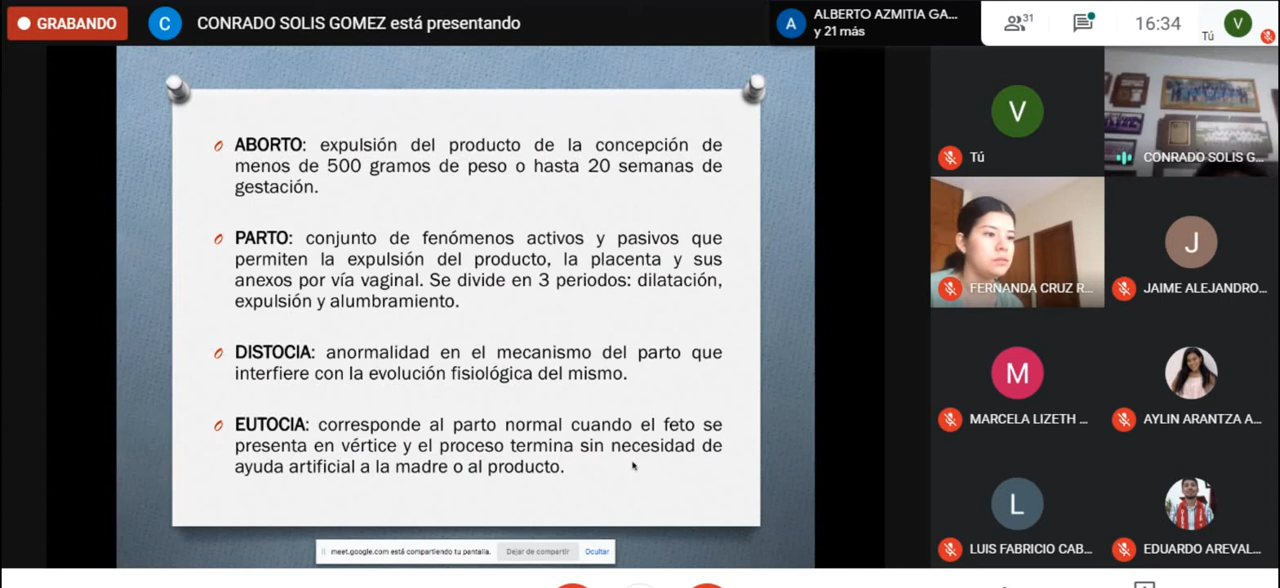 GRABANDO
C
CONRADO SOLIS GOMEZ está presentando
A
ALBERTO AZMITIA GA...
y 21 más
31
16:34
Tú
V
ABORTO: expulsión del producto de la concepción de
menos de 500 gramos de peso o hasta 20 semanas de
gestación.
PARTO: conjunto de fenómenos activos y pasivos que
permiten la expulsión del producto, la placenta y sus
anexos por vía vaginal. Se divide en 3 periodos: dilatación,
expulsión y alumbramiento.
DISTOCIA: anormalidad en el mecanismo del parto que
interfiere con la evolución fisiológica del mismo.
EUTOCIA: corresponde al parto normal cuando el feto se
presenta en vértice y el proceso termina sin necesidad de
ayuda artificial a la madre o al producto.
meet.google.com está compartiendo tu pantalla.
Dejar de compartir
Ocultar
V
Tú
CONRADO SOLIS G...
FERNANDA CRUZ R...
J
JAIME ALEJANDRO...
M
MARCELA LIZETH ...
AYLIN ARANTZA A...
L
LUIS FABRICIO CAB...
EDUARDO AREVAL...